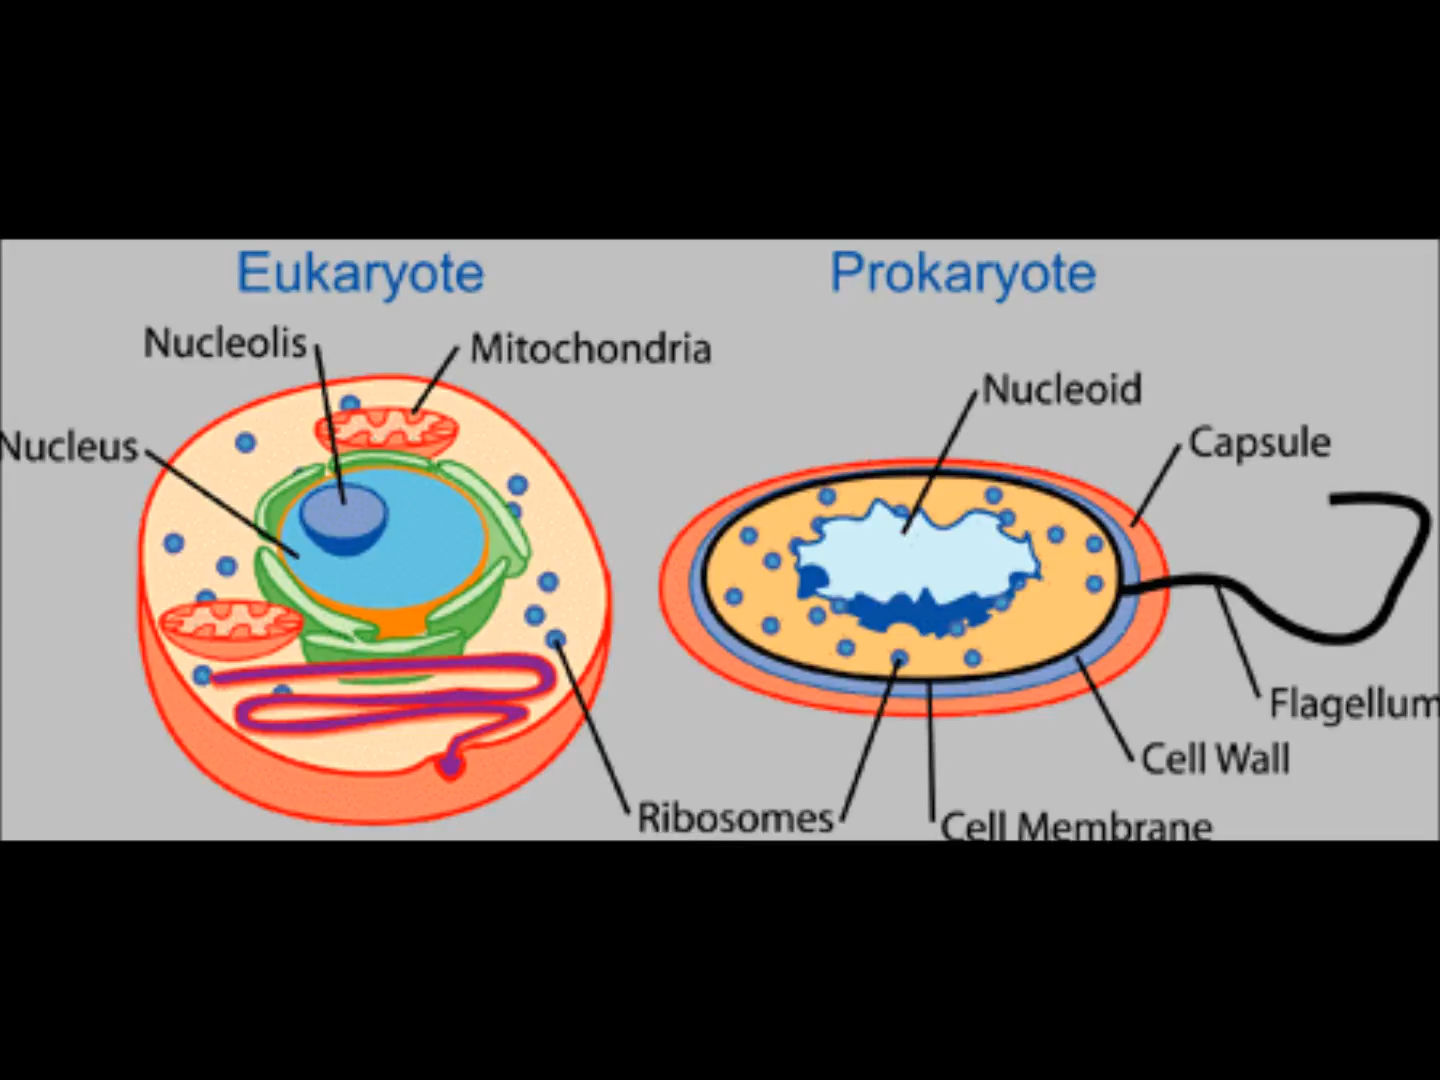 Eukaryote
Prokaryote
Nucleolis
Mitochondria
Nucleus
Nucleoid
Capsule
Flagellum
Cell Wall
Ribosomes
Cell Membrane